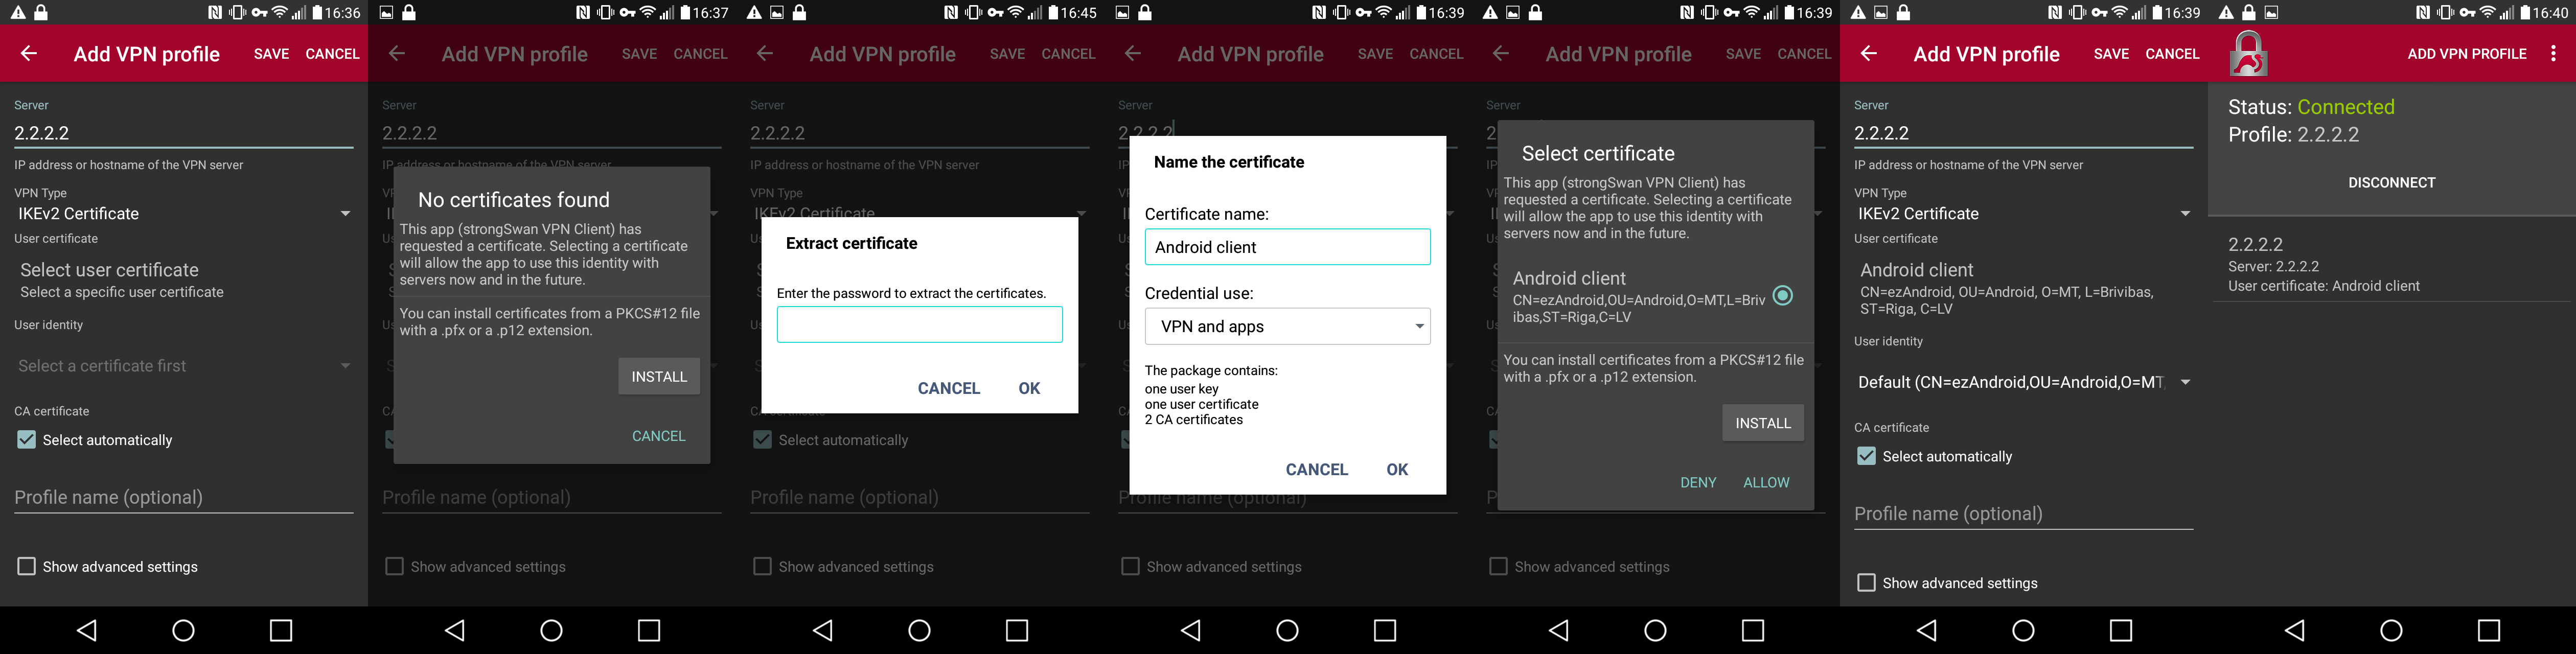 16:36
Add VPN profile SAVE CANCEL
Server
2.2.2.2
IP address or hostname of the VPN server
VPN Type
IKEv2 Certificate
User certificate
Select user certificate
Select a specific user certificate
User identity
Select a certificate first
CA certificate
Select automatically
Profile name (optional)
Show advanced settings
16:37
Add VPN profile SAVE CANCEL
Server
2.2.2.2
IP address or hostname of the VPN server
No certificates found
This app (strongSwan VPN Client) has
requested a certificate. Selecting a certificate
will allow the app to use this identity with
servers now and in the future.
You can install certificates from a PKCS#12 file
with a .pfx or a .p12 extension.
INSTALL
CANCEL
Profile name (optional)
Show advanced settings
16:45
Add VPN profile SAVE CANCEL
Server
2.2.2.2
IP address or hostname of the VPN server
VPN Type
IKEv2 Certificate
Extract certificate
Enter the password to extract the certificates.
CANCEL OK
CA certificate
Select automatically
Profile name (optional)
Show advanced settings
16:39
Add VPN profile SAVE CANCEL
Server
2.2.2.2
Name the certificate
Certificate name:
Android client
Credential use:
VPN and apps
The package contains:
one user key
one user certificate
2 CA certificates
CANCEL OK
Profile name (optional)
Show advanced settings
16:39
Add VPN profile SAVE CANCEL
Server
Select certificate
This app (strongSwan VPN Client) has
requested a certificate. Selecting a certificate
will allow the app to use this identity with
servers now and in the future.
Android client
CN=ezAndroid,OU=Android,O=MT,L=Briv
ibas,ST=Riga,C=LV
You can install certificates from a PKCS#12 file
with a .pfx or a .p12 extension.
INSTALL
DENY ALLOW
Show advanced settings
16:39
Add VPN profile SAVE CANCEL
Server
2.2.2.2
IP address or hostname of the VPN server
VPN Type
IKEv2 Certificate
User certificate
Android client
CN=ezAndroid, OU=Android, O=MT, L=Brivibas,
ST=Riga, C=LV
User identity
Default (CN=ezAndroid,OU=Android,O=MT,
CA certificate
Select automatically
Profile name (optional)
Show advanced settings
16:40
ADD VPN PROFILE
Status: Connected
Profile: 2.2.2.2
DISCONNECT
2.2.2.2
Server: 2.2.2.2
User certificate: Android client